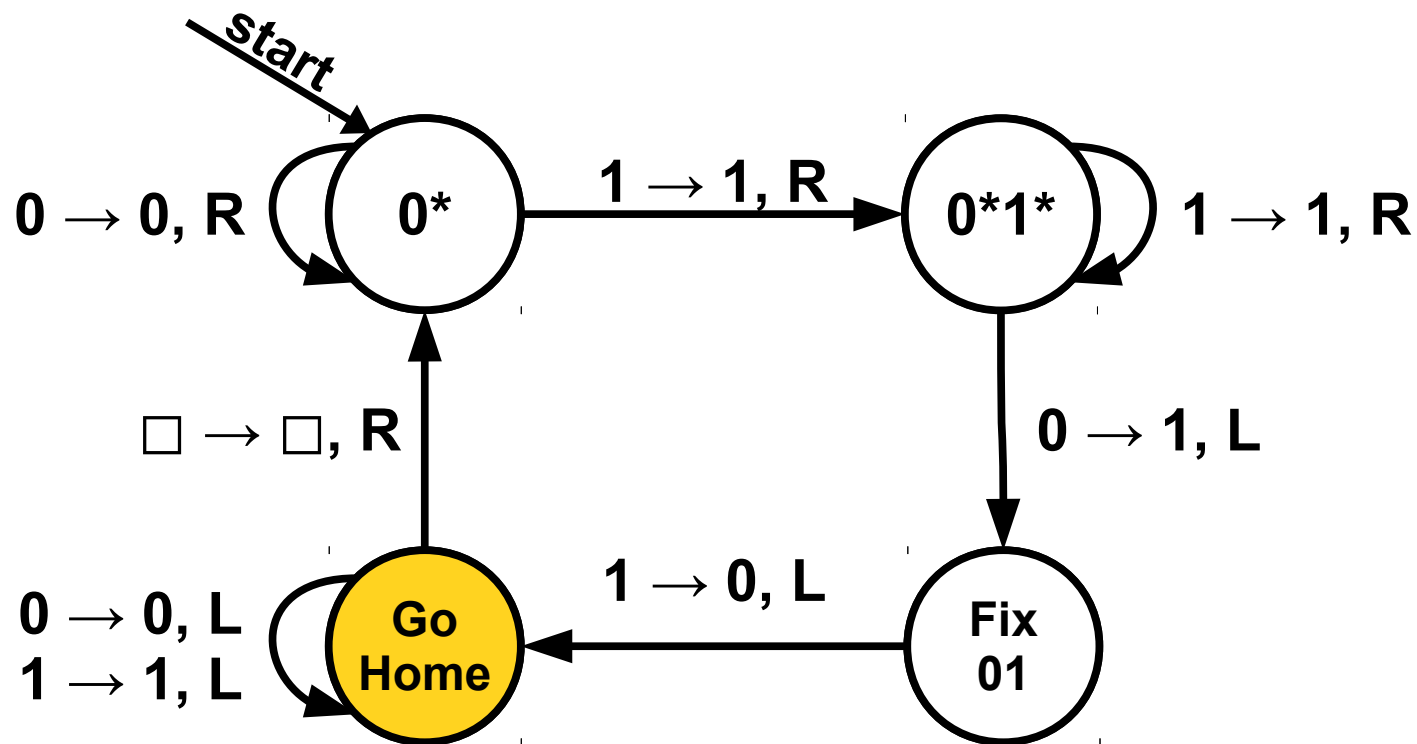 start
0 → 0, R
0*
1 → 1, R
0*1*
1 → 1, R
□ → □, R
0 → 1, L
0 → 0, L
1 → 1, L
Go
Home
1 → 0, L
Fix
01